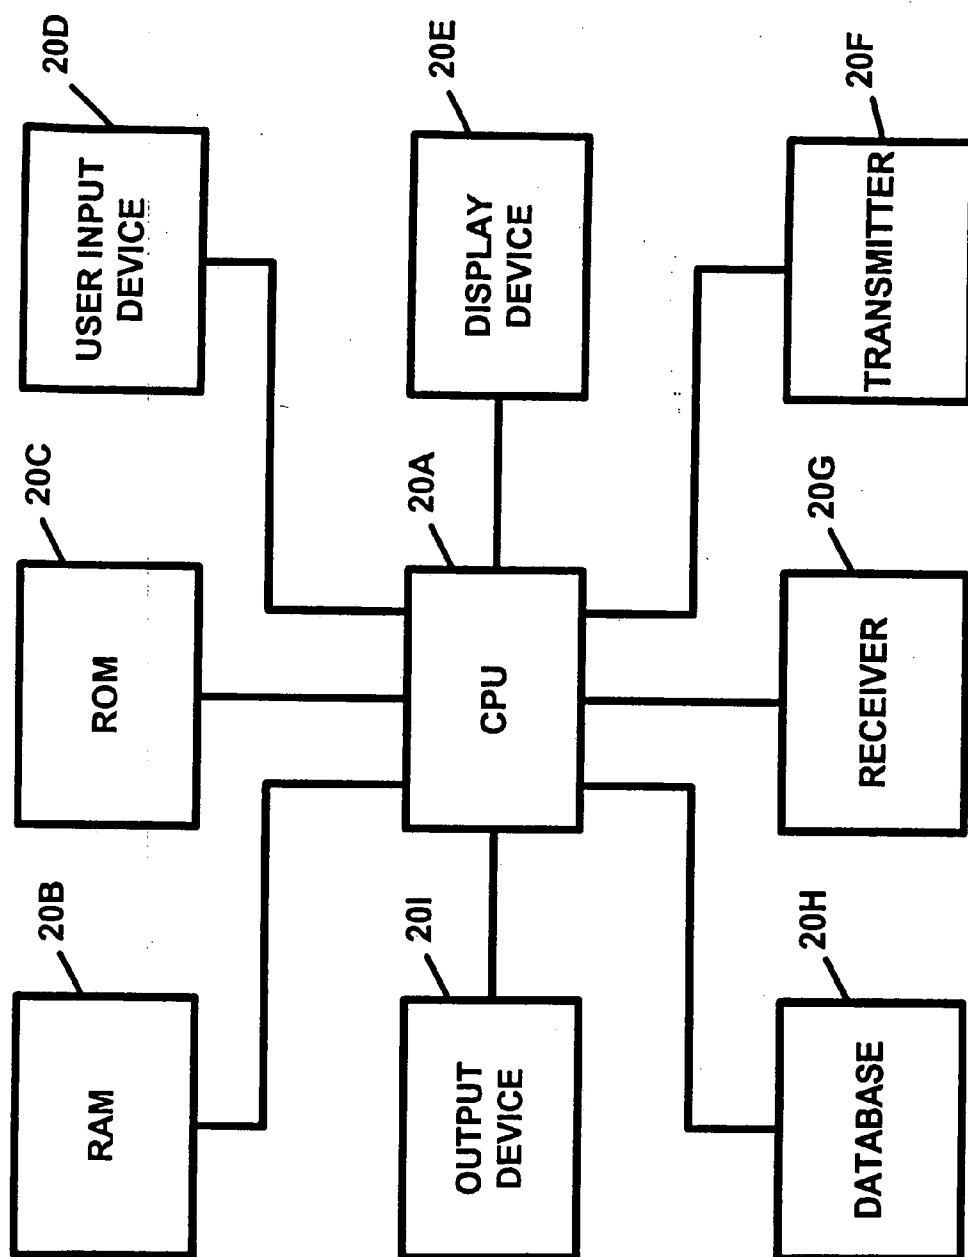 20B
20C
20D
RAM
ROM
USER INPUT
DEVICE
20I
20A
20E
OUTPUT
DEVICE
CPU
DISPLAY
DEVICE
20H
20G
20F
DATABASE
RECEIVER
TRANSMITTER